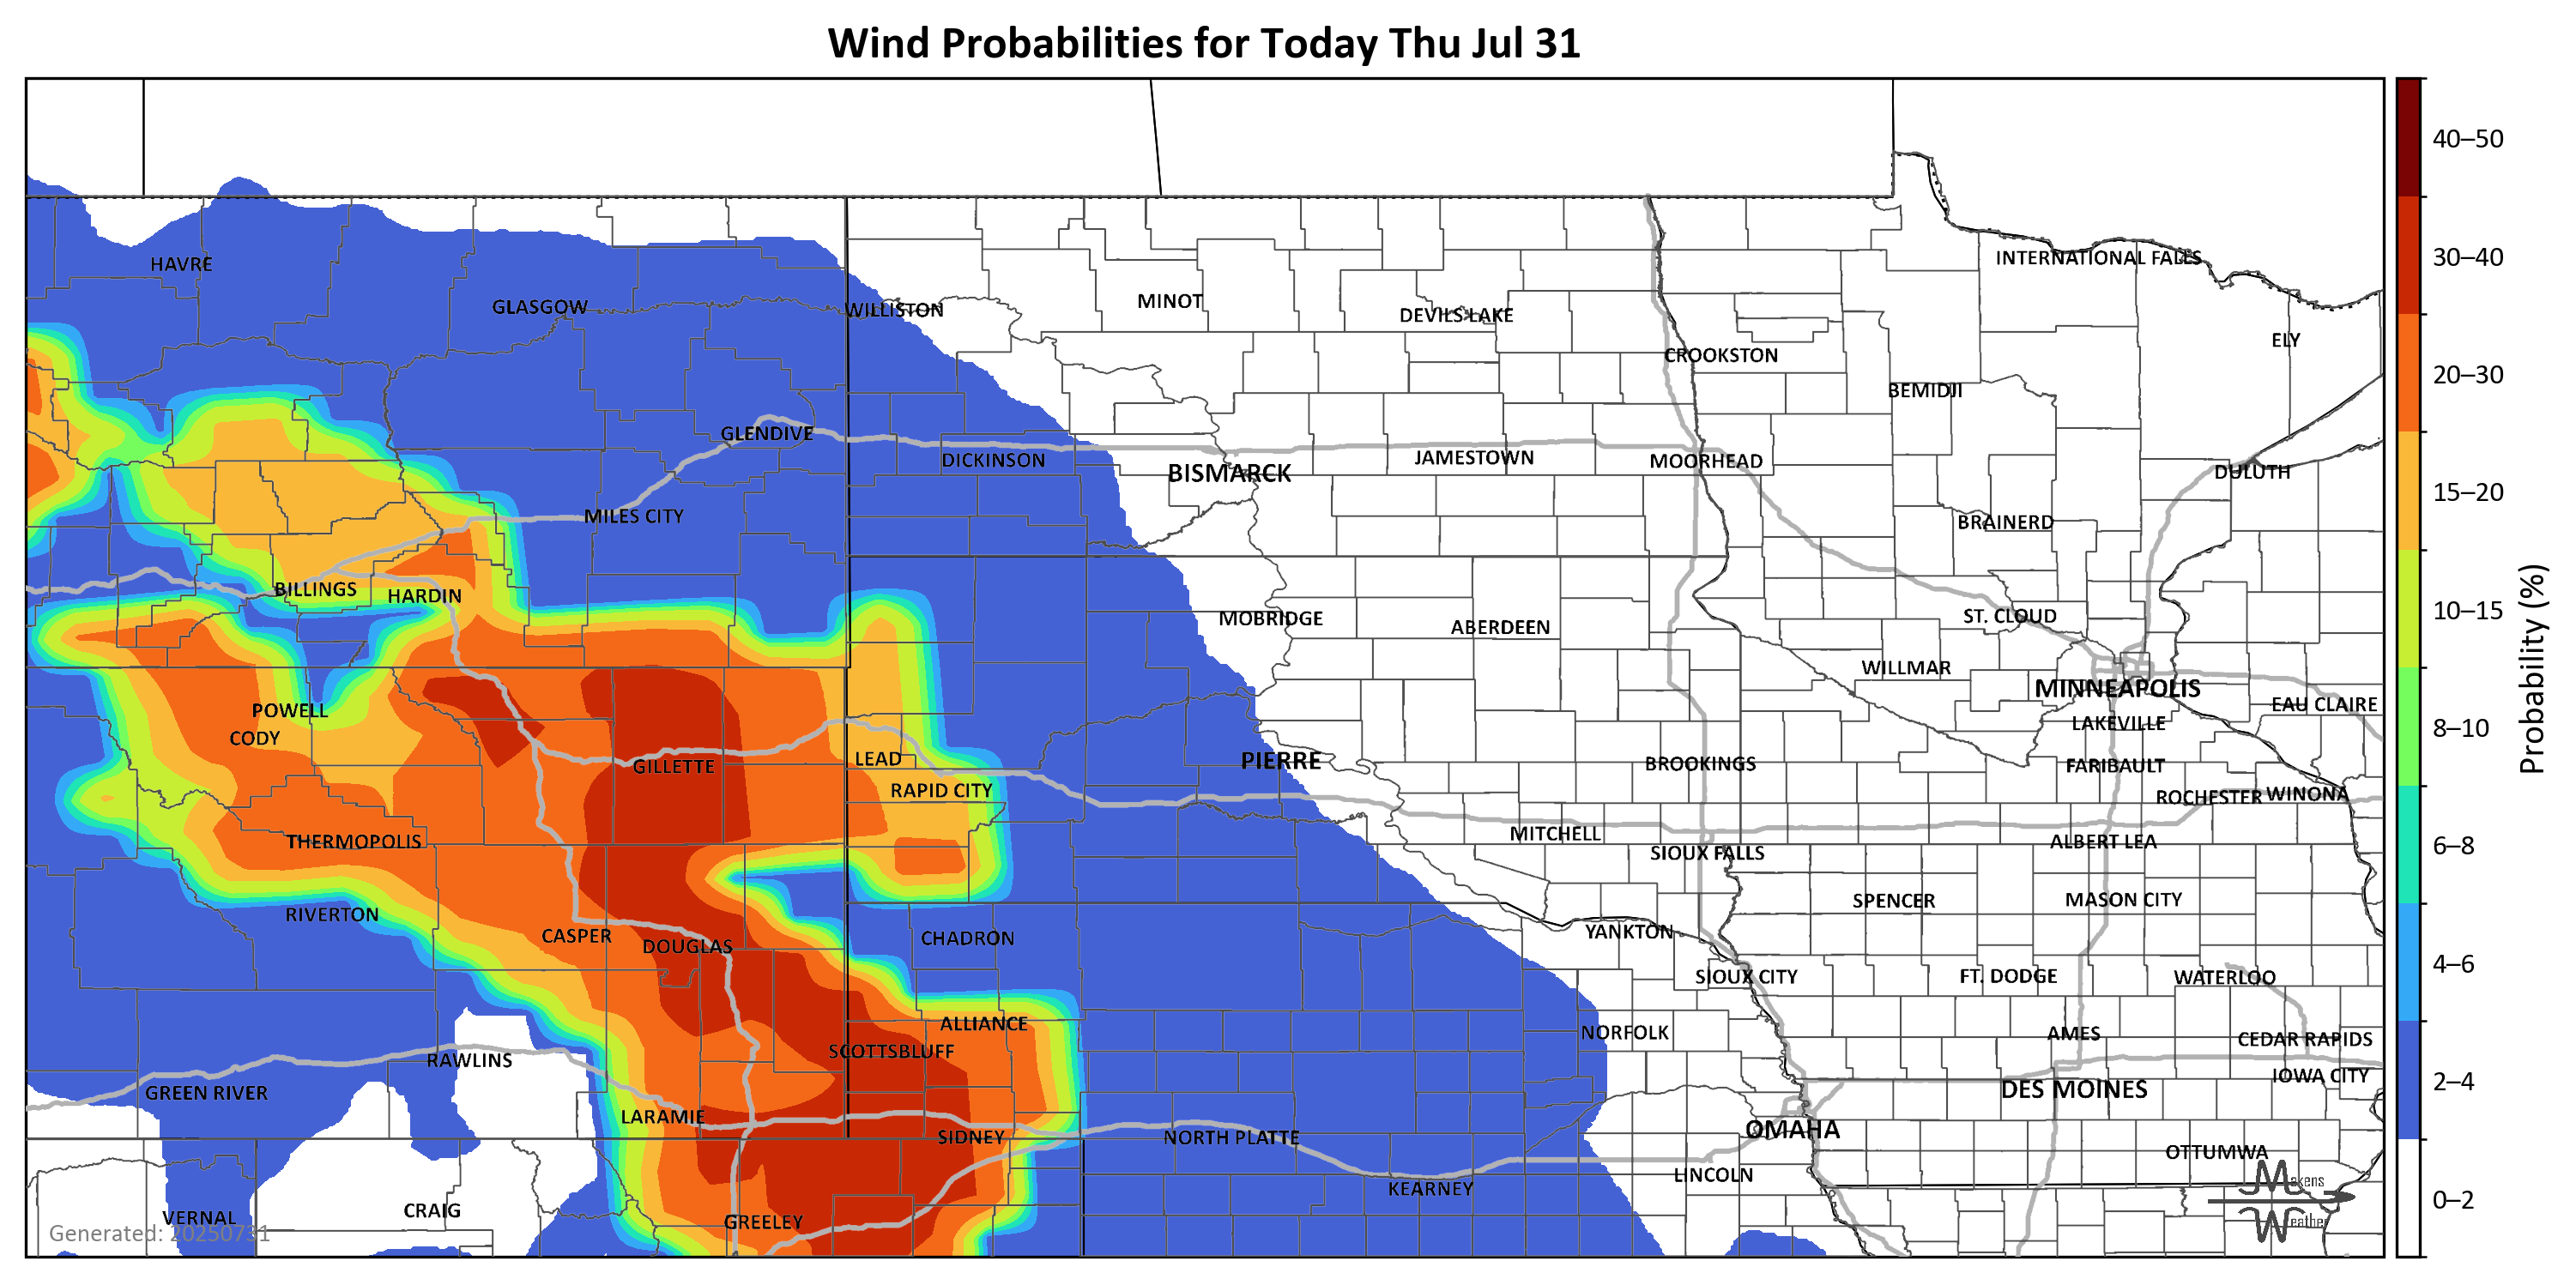 Wind Probabilities for Today Thu Jul 31
HAVRE
GLASGOW
WILLISTON
MINOT
DEVILS LAKE
INTERNATIONAL FALLS
ELY
CROOKSTON
BEMIDJI
GLENDIVE
DICKINSON
BISMARCK
JAMESTOWN
MOORHEAD
DULUTH
MILES CITY
BRAINERD
BILLINGS
HARDIN
MOBRIDGE
ABERDEEN
ST. CLOUD
WILLMAR
MINNEAPOLIS
EAU CLAIRE
POWELL
CODY
LAKEVILLE
GILLETTE
LEAD
PIERRE
BROOKINGS
FARIBAULT
RAPID CITY
ROCHESTER
WINONA
THERMOPOLIS
MITCHELL
ALBERT LEA
SIOUX FALLS
RIVERTON
SPENCER
MASON CITY
CASPER
DOUGLAS
CHADRON
YANKTON
SIOUX CITY
FT. DODGE
WATERLOO
ALLIANCE
NORFOLK
AMES
CEDAR RAPIDS
SCOTTSBLUFF
RAWLINS
GREEN RIVER
DES MOINES
IOWA CITY
LARAMIE
SIDNEY
NORTH PLATTE
OMAHA
OTTUMWA
LINCOLN
KEARNEY
VERNAL
CRAIG
GREELEY
Generated: 20250731
Makens
Weather
40–50
30–40
20–30
15–20
10–15
8–10
6–8
4–6
2–4
0–2
Probability (%)